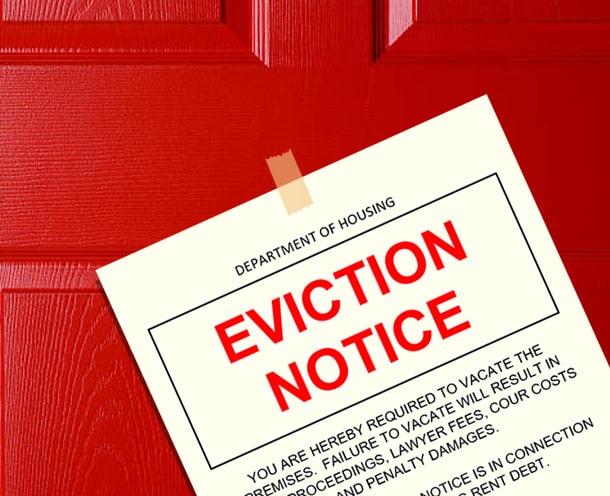 DEPARTMENT OF HOUSING
EVICTION
NOTICE
YOU ARE HEREBY REQUIRED TO VACATE THE
PREMISES. FAILURE TO VACATE WILL RESULT IN
PROCEEDINGS, LAWYER FEES, COUR COSTS
AND PENALTY DAMAGES.
NOTICE IS IN CONNECTION
RENT DEBT.